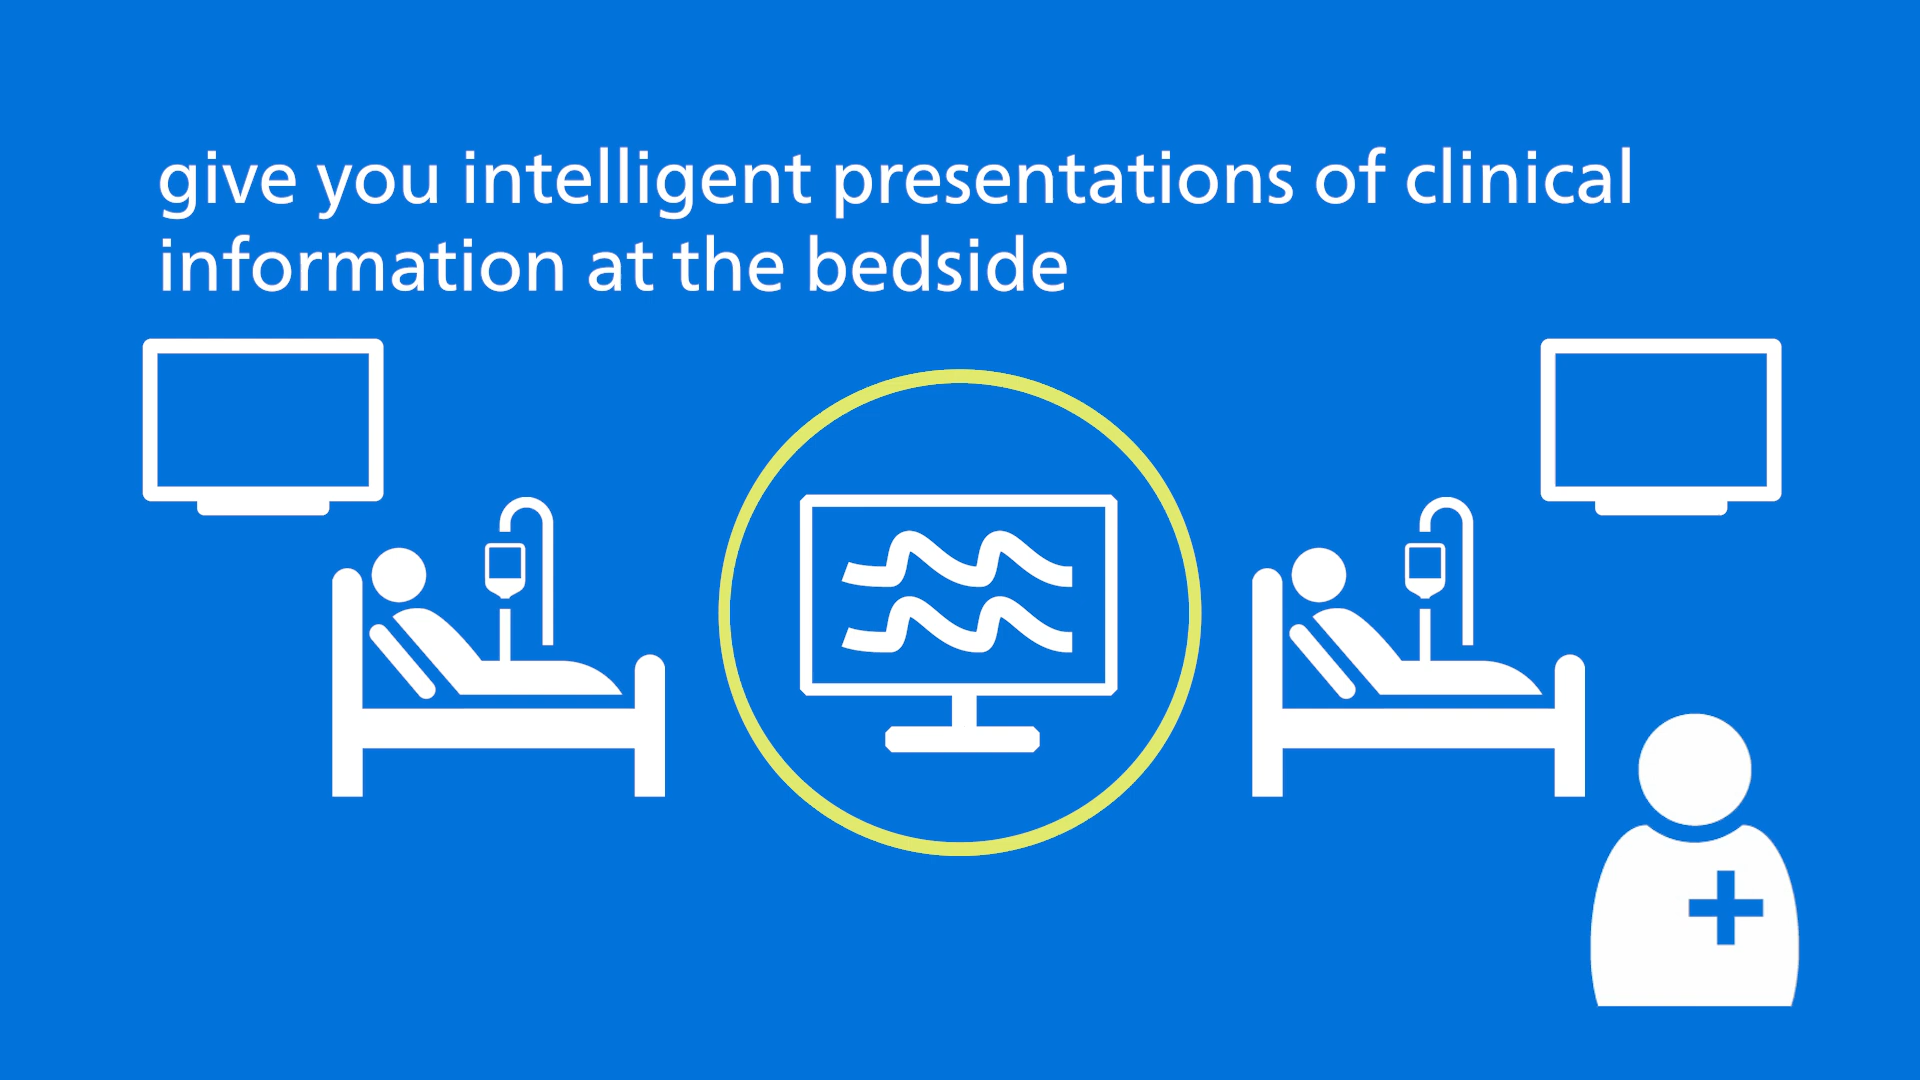 give you intelligent presentations of clinical
information at the bedside